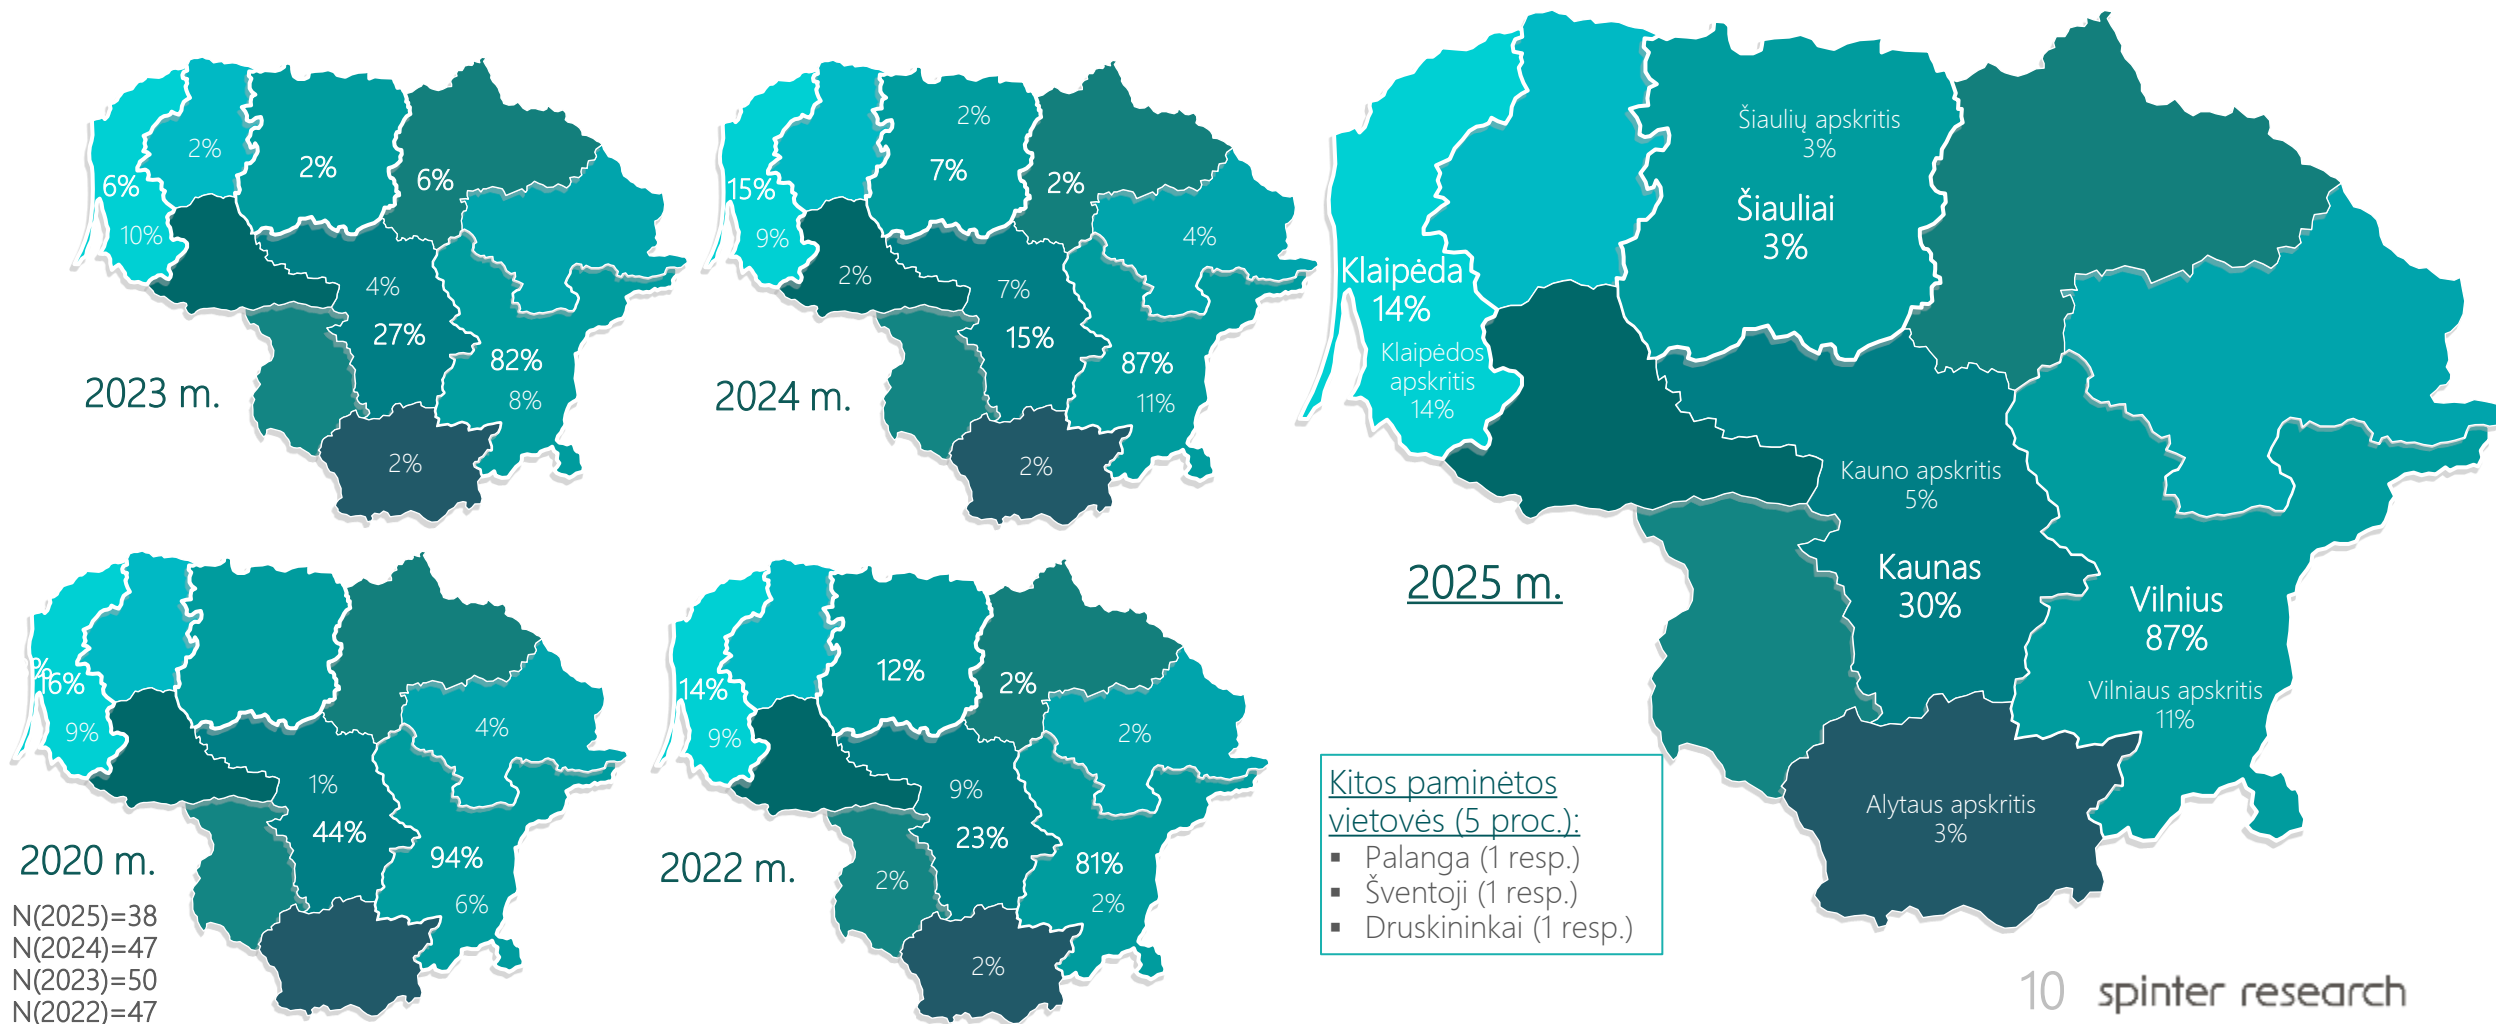 2%
2%
6%
6%
10%
4%
27%
82%
8%
2%
2023 m.
2%
7%
2%
15%
9%
4%
2%
7%
15%
87%
11%
2%
2024 m.
Šiaulių apskritis
3%
Šiauliai
3%
Klaipėda
14%
Klaipėdos
apskritis
14%
Kauno apskritis
5%
Kaunas
30%
Vilnius
87%
Vilniaus apskritis
11%
Alytaus apskritis
3%
2025 m.
16%
9%
4%
1%
44%
94%
6%
2020 m.
12%
2%
14%
9%
2%
9%
23%
81%
2%
2%
2%
2022 m.
N(2025)=38
N(2024)=47
N(2023)=50
N(2022)=47
Kitos paminėtos
vietovės (5 proc.):
▪ Palanga (1 resp.)
▪ Šventoji (1 resp.)
▪ Druskininkai (1 resp.)
10
spinter research